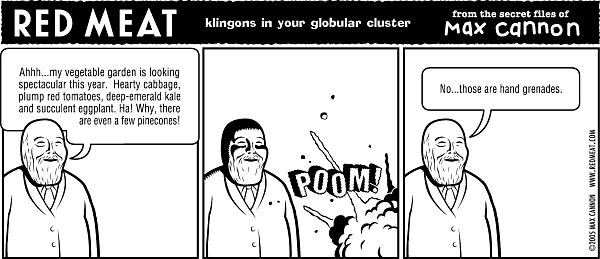 RED MEAT
klingons in your globular cluster
from the secret files of
Max cannon
Ahhh...my vegetable garden is looking
spectacular this year. Hearty cabbage,
plump red tomatoes, deep-emerald kale
and succulent eggplant. Ha! Why, there
are even a few pinecones!
POOM!
No...those are hand grenades.
©2005 MAX CANNON WWW.REDMEAT.COM